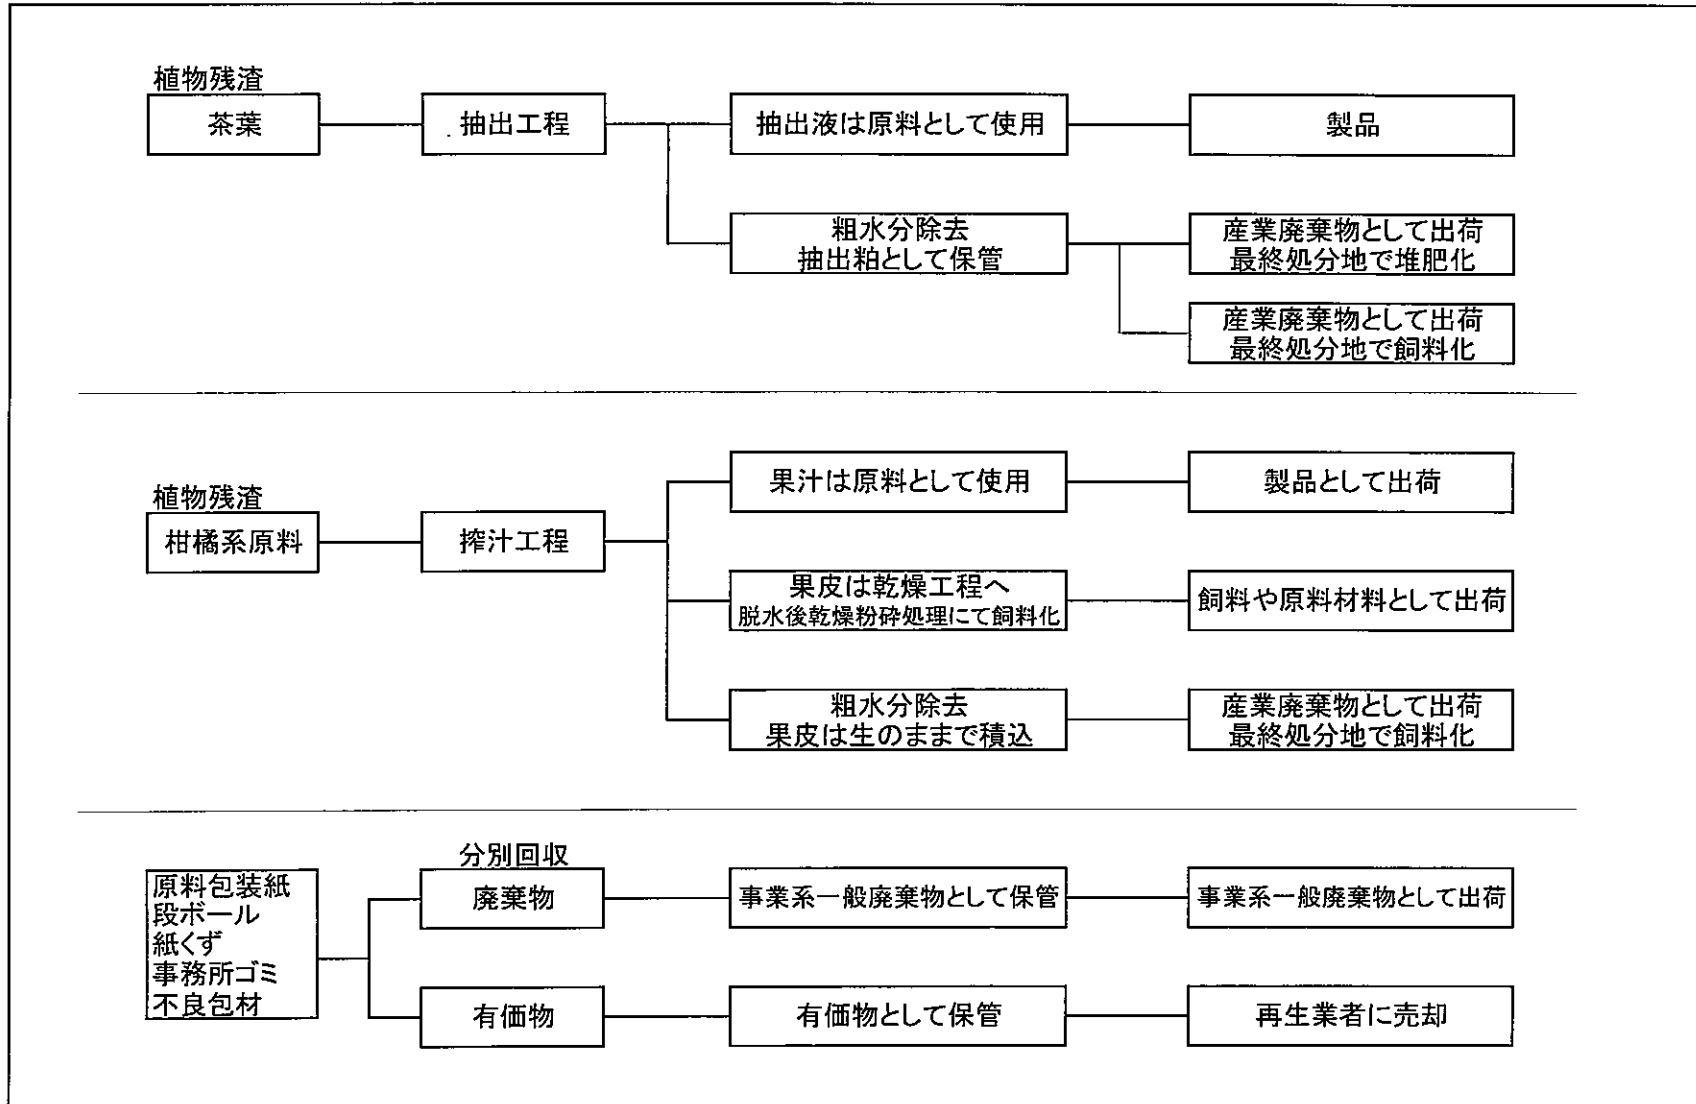 植物残渣
茶葉
抽出工程
抽出液は原料として使用
製品
粗水分除去
抽出粕として保管
産業廃棄物として出荷
最終処分地で堆肥化
産業廃棄物として出荷
最終処分地で飼料化
植物残渣
柑橘系原料
搾汁工程
果汁は原料として使用
製品として出荷
果皮は乾燥工程へ
脱水後乾燥粉砕処理にて飼料化
飼料や原料材料として出荷
粗水分除去
果皮は生のままで積込
産業廃棄物として出荷
最終処分地で飼料化
原料包装紙
段ボール
紙くず
事務所ゴミ
不良包材
分別回収
廃棄物
事業系一般廃棄物として保管
事業系一般廃棄物として出荷
有価物
有価物として保管
再生業者に売却